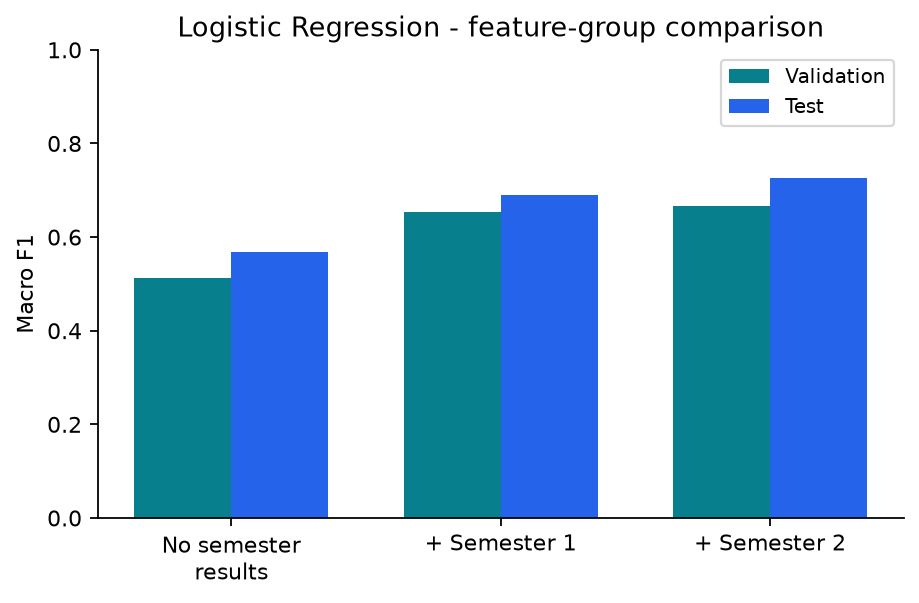 Logistic Regression - feature-group comparison
Validation
Test
Macro F1
1.0
0.8
0.6
0.4
0.2
0.0
No semester
results
+ Semester 1
+ Semester 2